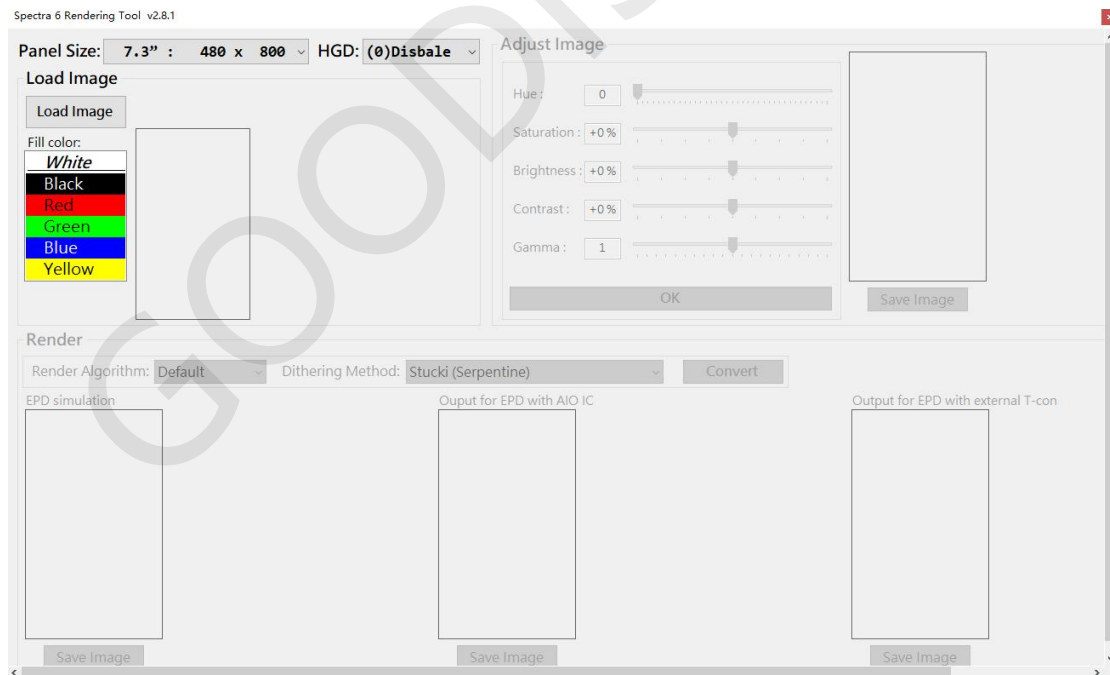 Spectra 6 Rendering Tool v2.8.1
Panel Size: 7.3” : 480 x 800 HGD: (0)Disbale
Load Image
Load Image
Fill color:
White
Black
Red
Green
Blue
Yellow
Adjust Image
Hue : 0
Saturation : +0%
Brightness : +0%
Contrast : +0%
Gamma : 1
OK
Save Image
Render
Render Algorithm: Default Dithering Method: Stucki (Serpentine) Convert
EPD simulation
Ouput for EPD with AIO IC
Output for EPD with external T-con
Save Image
Save Image
Save Image
GOODIS